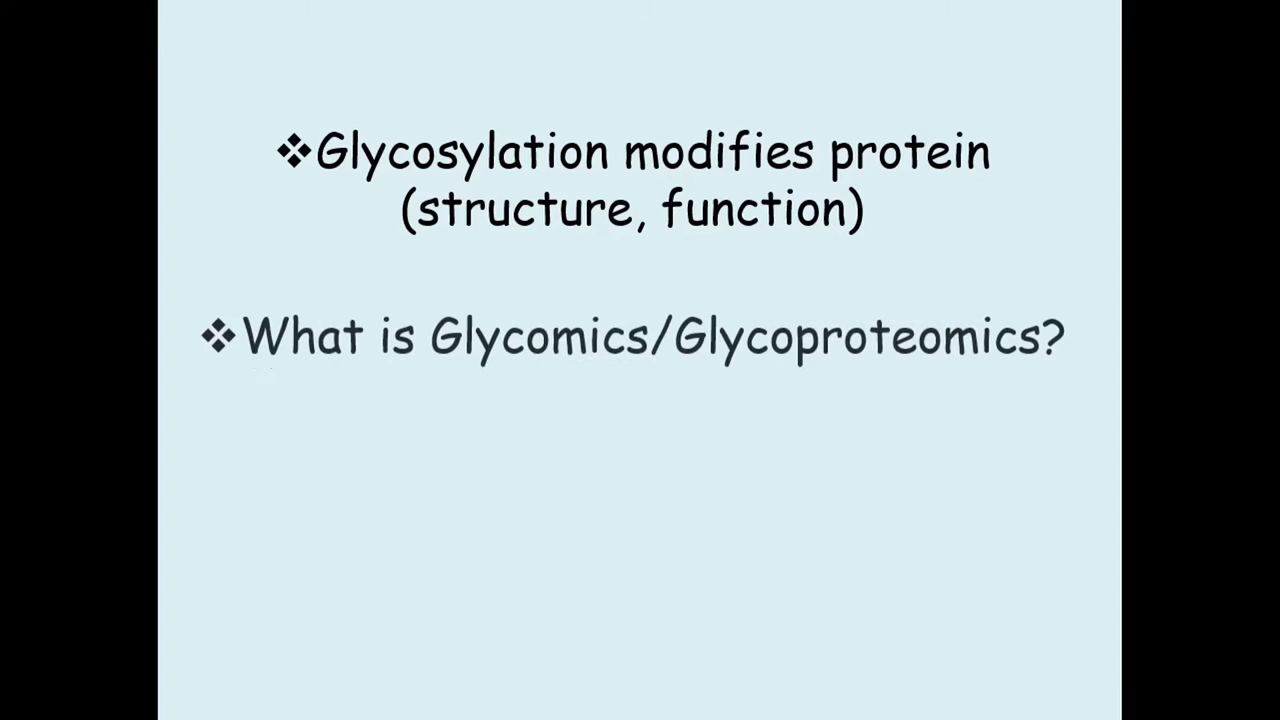 ❖Glycosylation modifies protein
(structure, function)
❖What is Glycomics/Glycoproteomics?